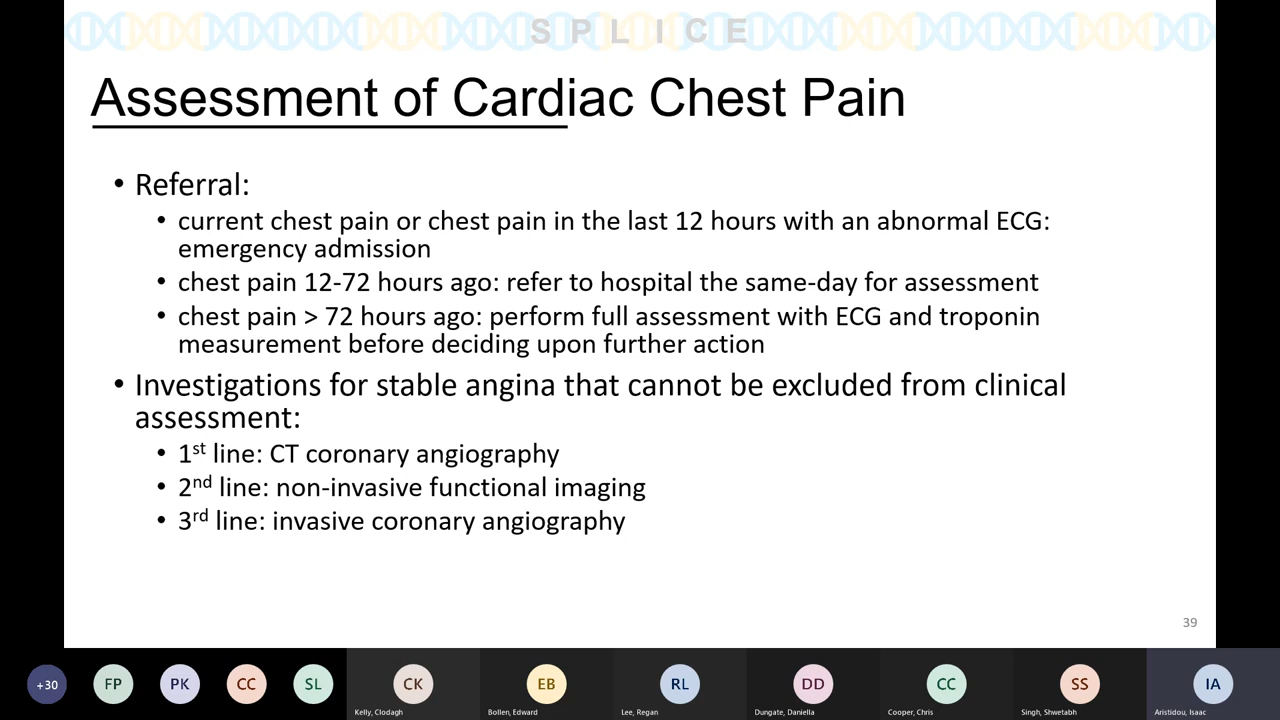 S P L I C E
Assessment of Cardiac Chest Pain
• Referral:
• current chest pain or chest pain in the last 12 hours with an abnormal ECG:
emergency admission
• chest pain 12-72 hours ago: refer to hospital the same-day for assessment
• chest pain > 72 hours ago: perform full assessment with ECG and troponin
measurement before deciding upon further action
• Investigations for stable angina that cannot be excluded from clinical
assessment:
• 1st line: CT coronary angiography
• 2nd line: non-invasive functional imaging
• 3rd line: invasive coronary angiography
39
+30 FP PK CC SL CK EB RL DD CC SS IA
Kelly, Clodagh Bollen, Edward Lee, Regan Dungate, Daniella Cooper, Chris Singh, Shwetabh Aristidou, Isaac